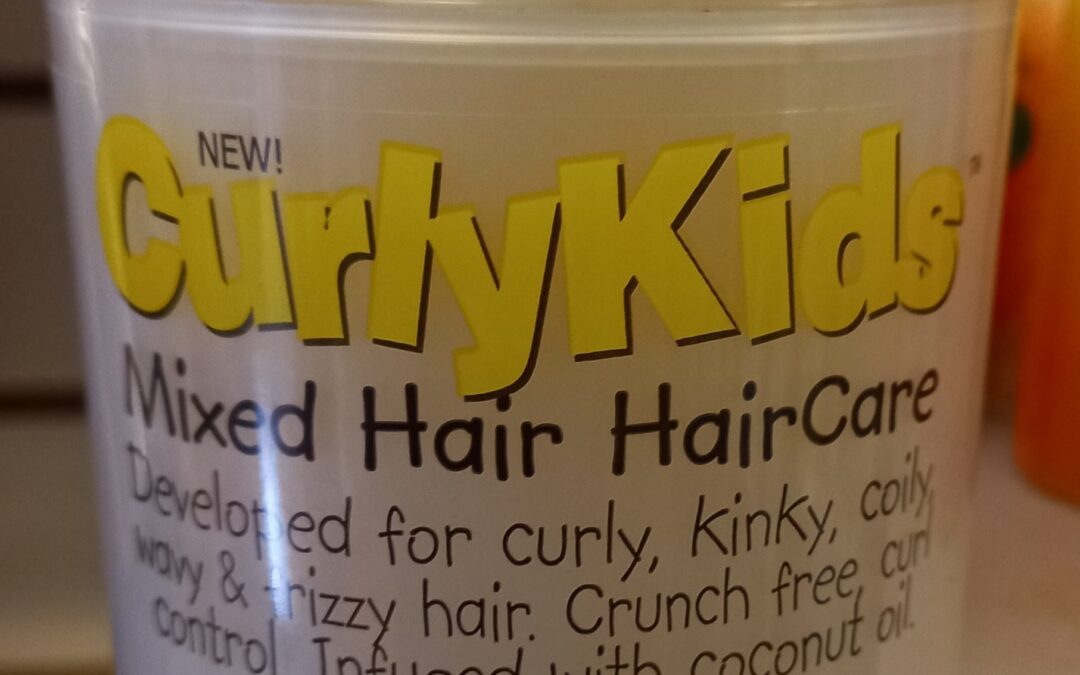 NEW!
CurlyKids™
Mixed Hair HairCare
Developed for curly, kinky, coily,
wavy & frizzy hair. Crunch free, curl
control. Infused with coconut oil.